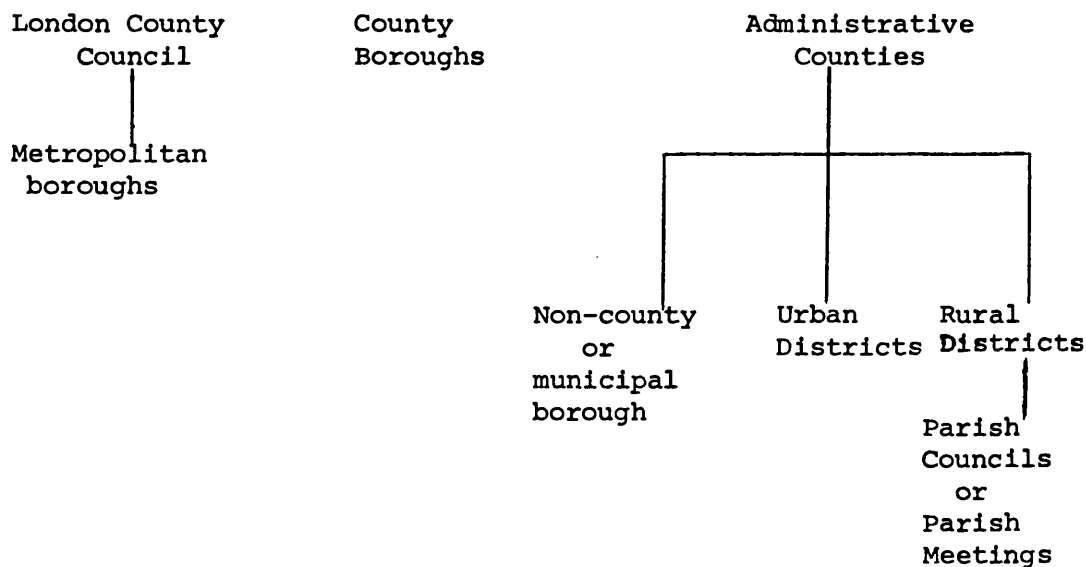 London County
Council
County
Boroughs
Administrative
Counties
Metropolitan
boroughs
Non-county
or
municipal
borough
Urban
Districts
Rural
Districts
Parish
Councils
or
Parish
Meetings